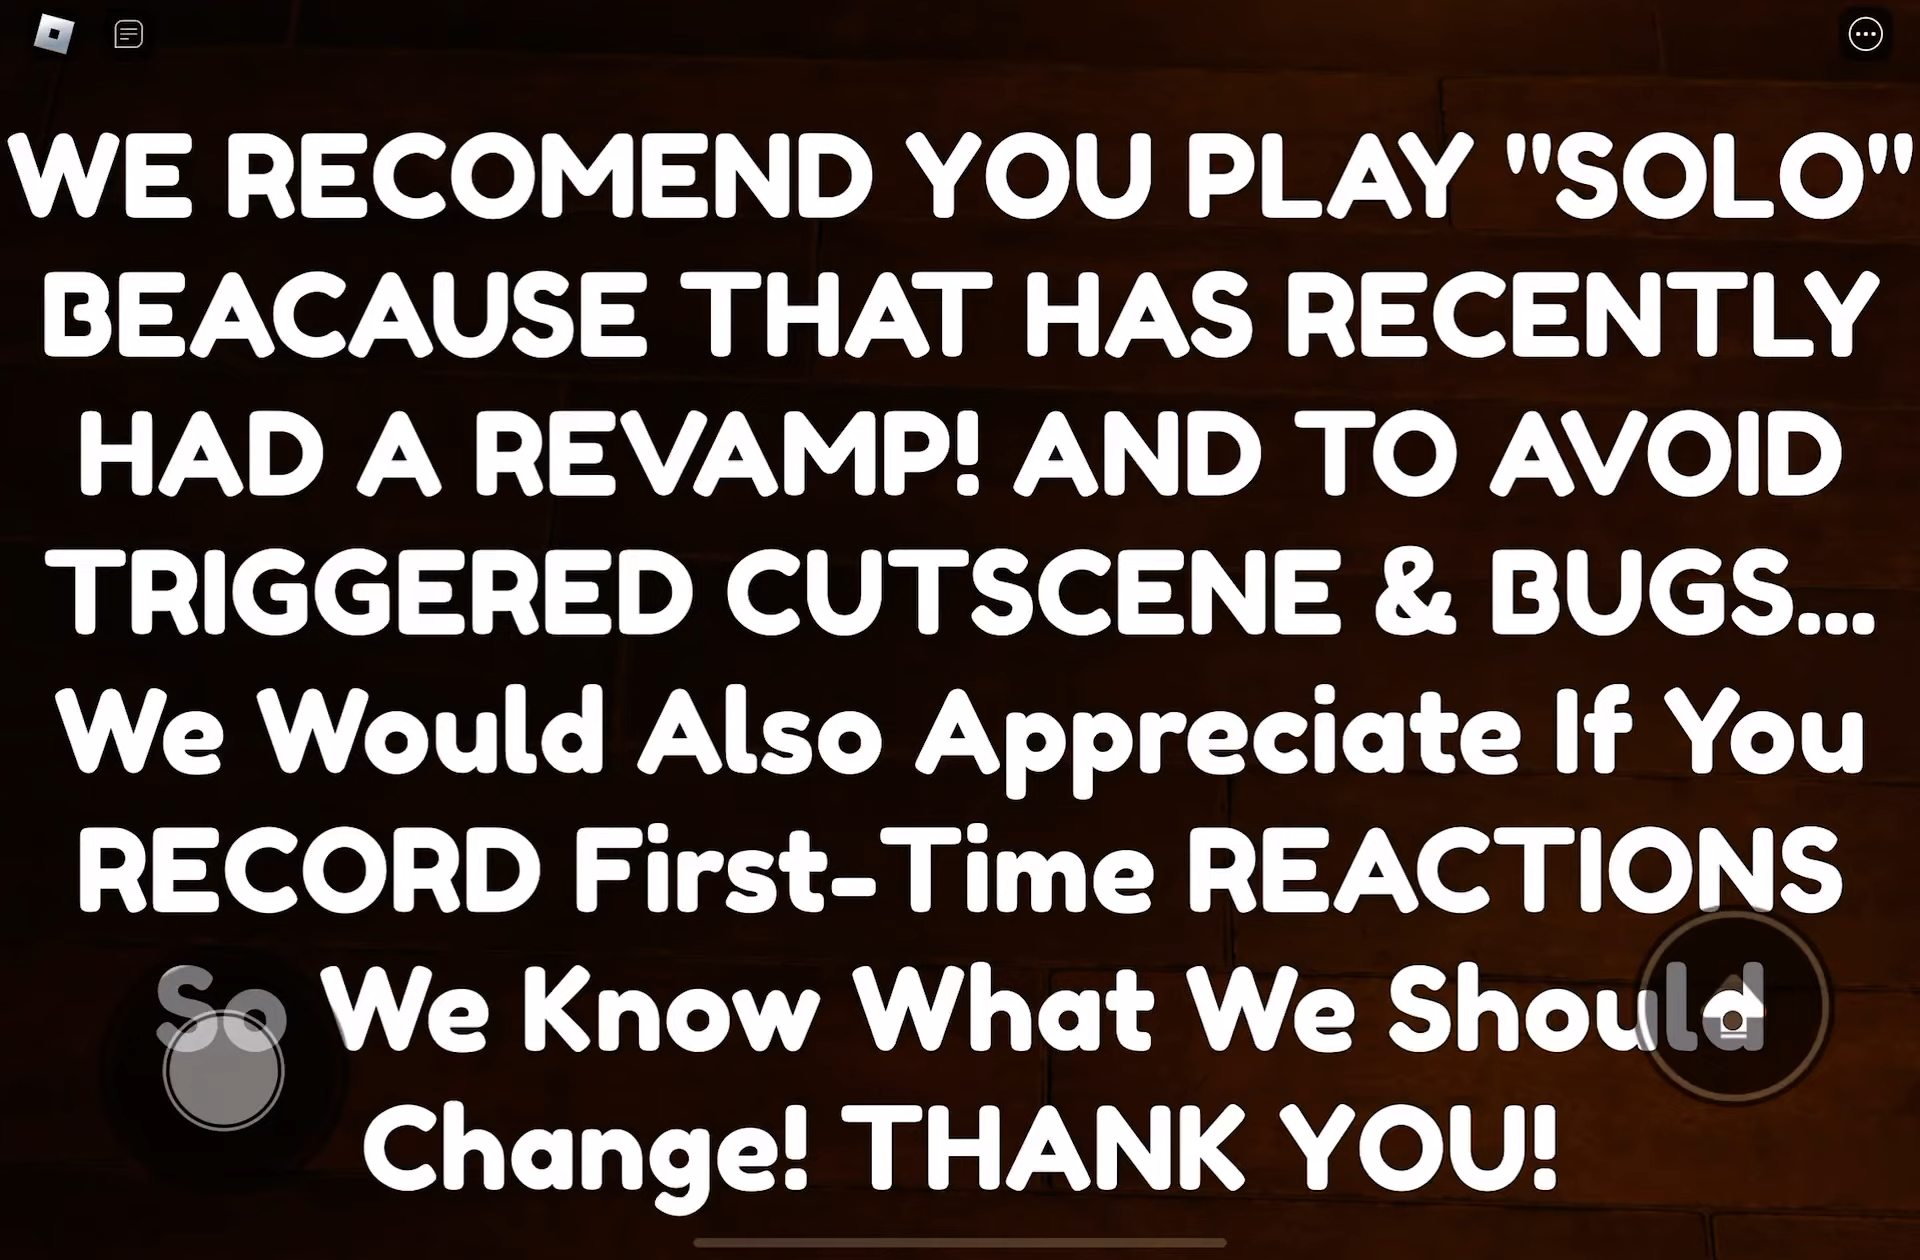 WE RECOMEND YOU PLAY "SOLO"
BEACAUSE THAT HAS RECENTLY
HAD A REVAMP! AND TO AVOID
TRIGGERED CUTSCENE & BUGS...
We Would Also Appreciate If You
RECORD First-Time REACTIONS
So We Know What We Should
Change! THANK YOU!